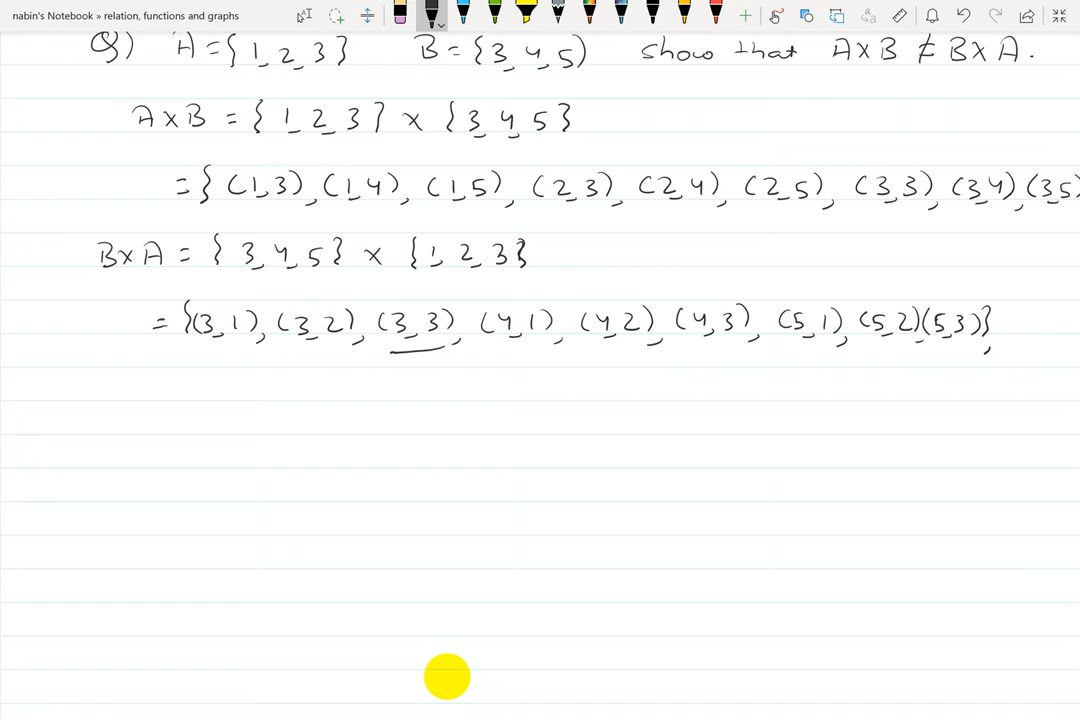 nabin's Notebook » relation, functions and graphs
Q) A = {1, 2, 3} B = {3, 4, 5) show that A×B ≠ B×A.
A×B = { 1, 2, 3 } × { 3, 4, 5 }
= { (1,3), (1,4), (1,5), (2,3), (2,4), (2,5), (3,3), (3,4), (3,5)
B×A = { 3, 4, 5 } × { 1, 2, 3 }
= {(3,1), (3,2), (3,3), (4,1), (4,2), (4,3), (5,1), (5,2),(5,3)},